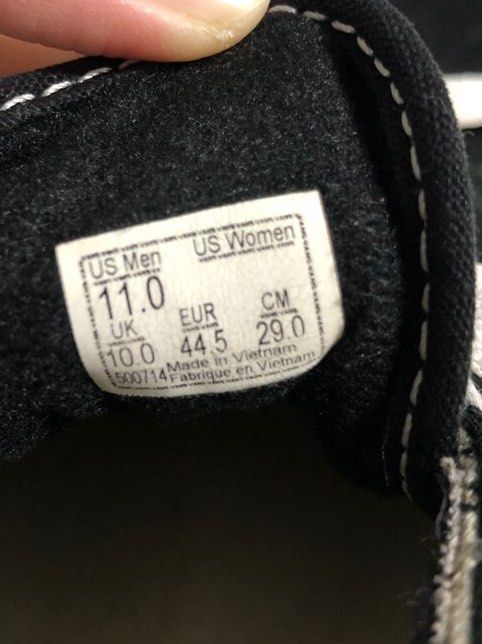 US Men US Women
11.0
UK EUR CM
10.0 44.5 29.0
500714 Made in Vietnam
Fabrique en Vietnam